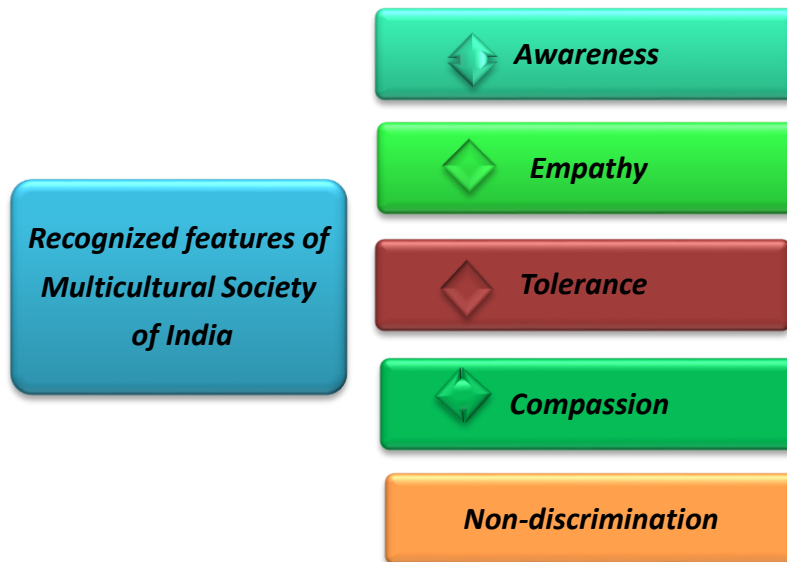 Awareness
Empathy
Recognized features of
Multicultural Society
of India
Tolerance
Compassion
Non-discrimination